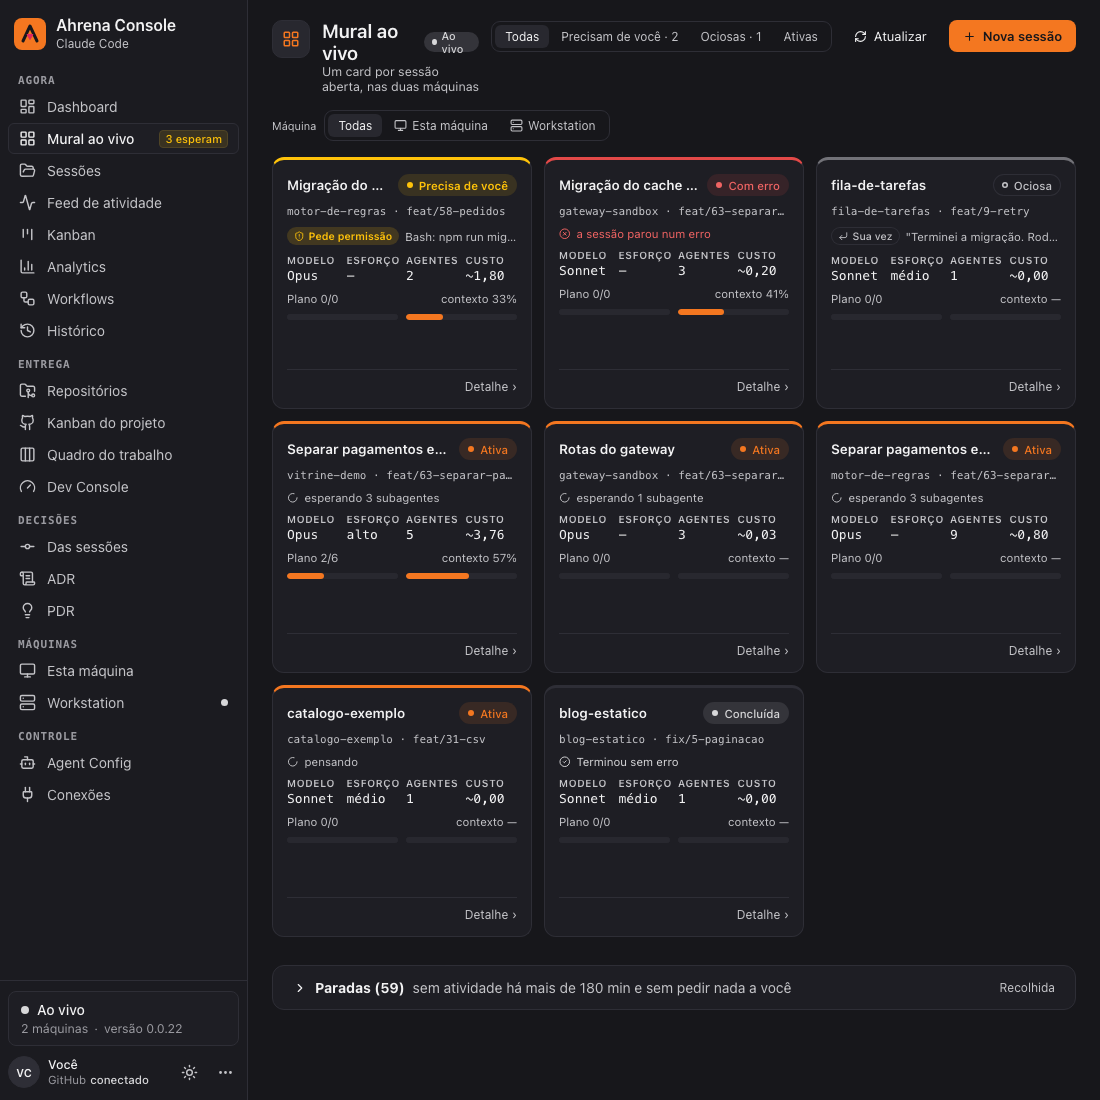 Ahrena Console
Claude Code
AGORA
Dashboard
Mural ao vivo 3 esperam
Sessões
Feed de atividade
Kanban
Analytics
Workflows
Histórico
ENTREGA
Repositórios
Kanban do projeto
Quadro do trabalho
Dev Console
DECISÕES
Das sessões
ADR
PDR
MÁQUINAS
Esta máquina
Workstation
CONTROLE
Agent Config
Conexões
Ao vivo
2 máquinas · versão 0.0.22
VC
Você
GitHub conectado
Mural ao
vivo
Ao
vivo
Um card por sessão
aberta, nas duas máquinas
Todas Precisam de você · 2 Ociosas · 1 Ativas
Atualizar
+ Nova sessão
Máquina Todas Esta máquina Workstation
Migração do ... Precisa de você
motor-de-regras · feat/58-pedidos
Pede permissão Bash: npm run mig...
MODELO ESFORÇO AGENTES CUSTO
Opus — 2 ~1,80
Plano 0/0 contexto 33%
Detalhe ›
Migração do cache ... Com erro
gateway-sandbox · feat/63-separar…
a sessão parou num erro
MODELO ESFORÇO AGENTES CUSTO
Sonnet — 3 ~0,20
Plano 0/0 contexto 41%
Detalhe ›
fila-de-tarefas Ociosa
fila-de-tarefas · feat/9-retry
Sua vez "Terminei a migração. Rod...
MODELO ESFORÇO AGENTES CUSTO
Sonnet médio 1 ~0,00
Plano 0/0 contexto —
Detalhe ›
Separar pagamentos e... Ativa
vitrine-demo · feat/63-separar-pa…
esperando 3 subagentes
MODELO ESFORÇO AGENTES CUSTO
Opus alto 5 ~3,76
Plano 2/6 contexto 57%
Detalhe ›
Rotas do gateway Ativa
gateway-sandbox · feat/63-separar…
esperando 1 subagente
MODELO ESFORÇO AGENTES CUSTO
Opus — 3 ~0,03
Plano 0/0 contexto —
Detalhe ›
Separar pagamentos e... Ativa
motor-de-regras · feat/63-separar…
esperando 3 subagentes
MODELO ESFORÇO AGENTES CUSTO
Opus — 9 ~0,80
Plano 0/0 contexto —
Detalhe ›
catalogo-exemplo Ativa
catalogo-exemplo · feat/31-csv
pensando
MODELO ESFORÇO AGENTES CUSTO
Sonnet médio 1 ~0,00
Plano 0/0 contexto —
Detalhe ›
blog-estatico Concluída
blog-estatico · fix/5-paginacao
Terminou sem erro
MODELO ESFORÇO AGENTES CUSTO
Sonnet médio 1 ~0,00
Plano 0/0 contexto —
Detalhe ›
Paradas (59) sem atividade há mais de 180 min e sem pedir nada a você Recolhida